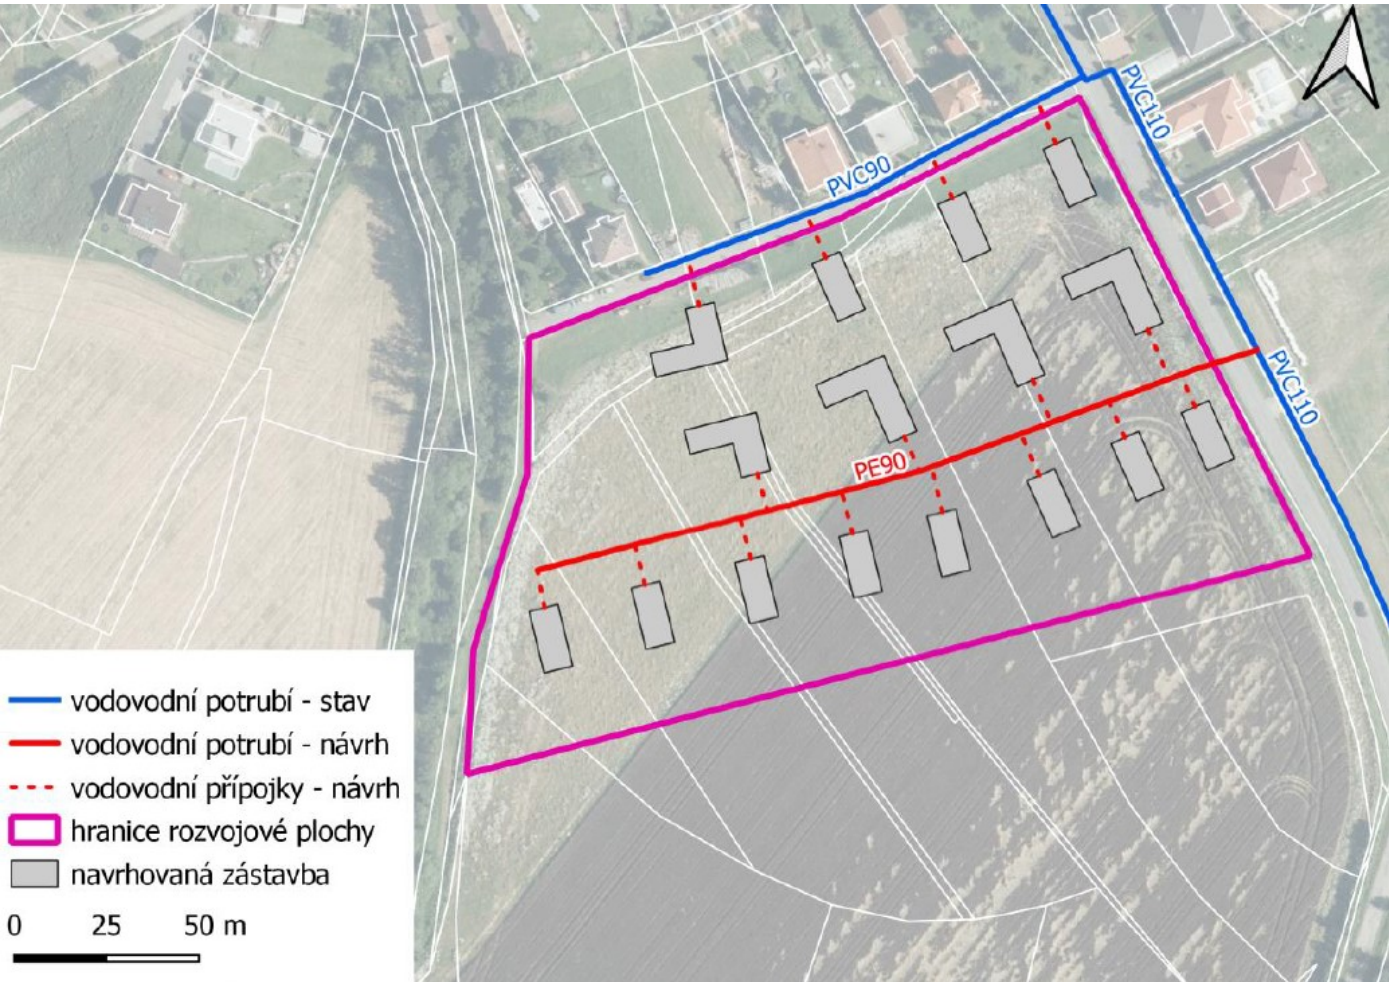 PVC110
PVC90
PVC110
PE90
vodovodní potrubí - stav
vodovodní potrubí - návrh
vodovodní přípojky - návrh
hranice rozvojové plochy
navrhovaná zástavba
0 25 50 m